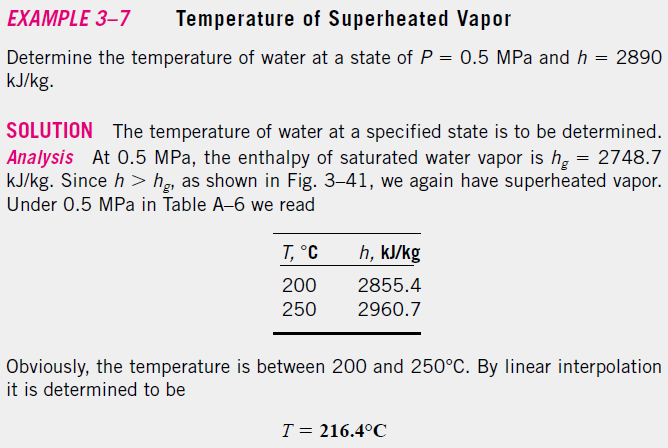 EXAMPLE 3–7 Temperature of Superheated Vapor
Determine the temperature of water at a state of P = 0.5 MPa and h = 2890
kJ/kg.
SOLUTION The temperature of water at a specified state is to be determined.
Analysis At 0.5 MPa, the enthalpy of saturated water vapor is hg = 2748.7
kJ/kg. Since h > hg, as shown in Fig. 3–41, we again have superheated vapor.
Under 0.5 MPa in Table A–6 we read
T, °C h, kJ/kg
200 2855.4
250 2960.7
Obviously, the temperature is between 200 and 250°C. By linear interpolation
it is determined to be
T = 216.4°C